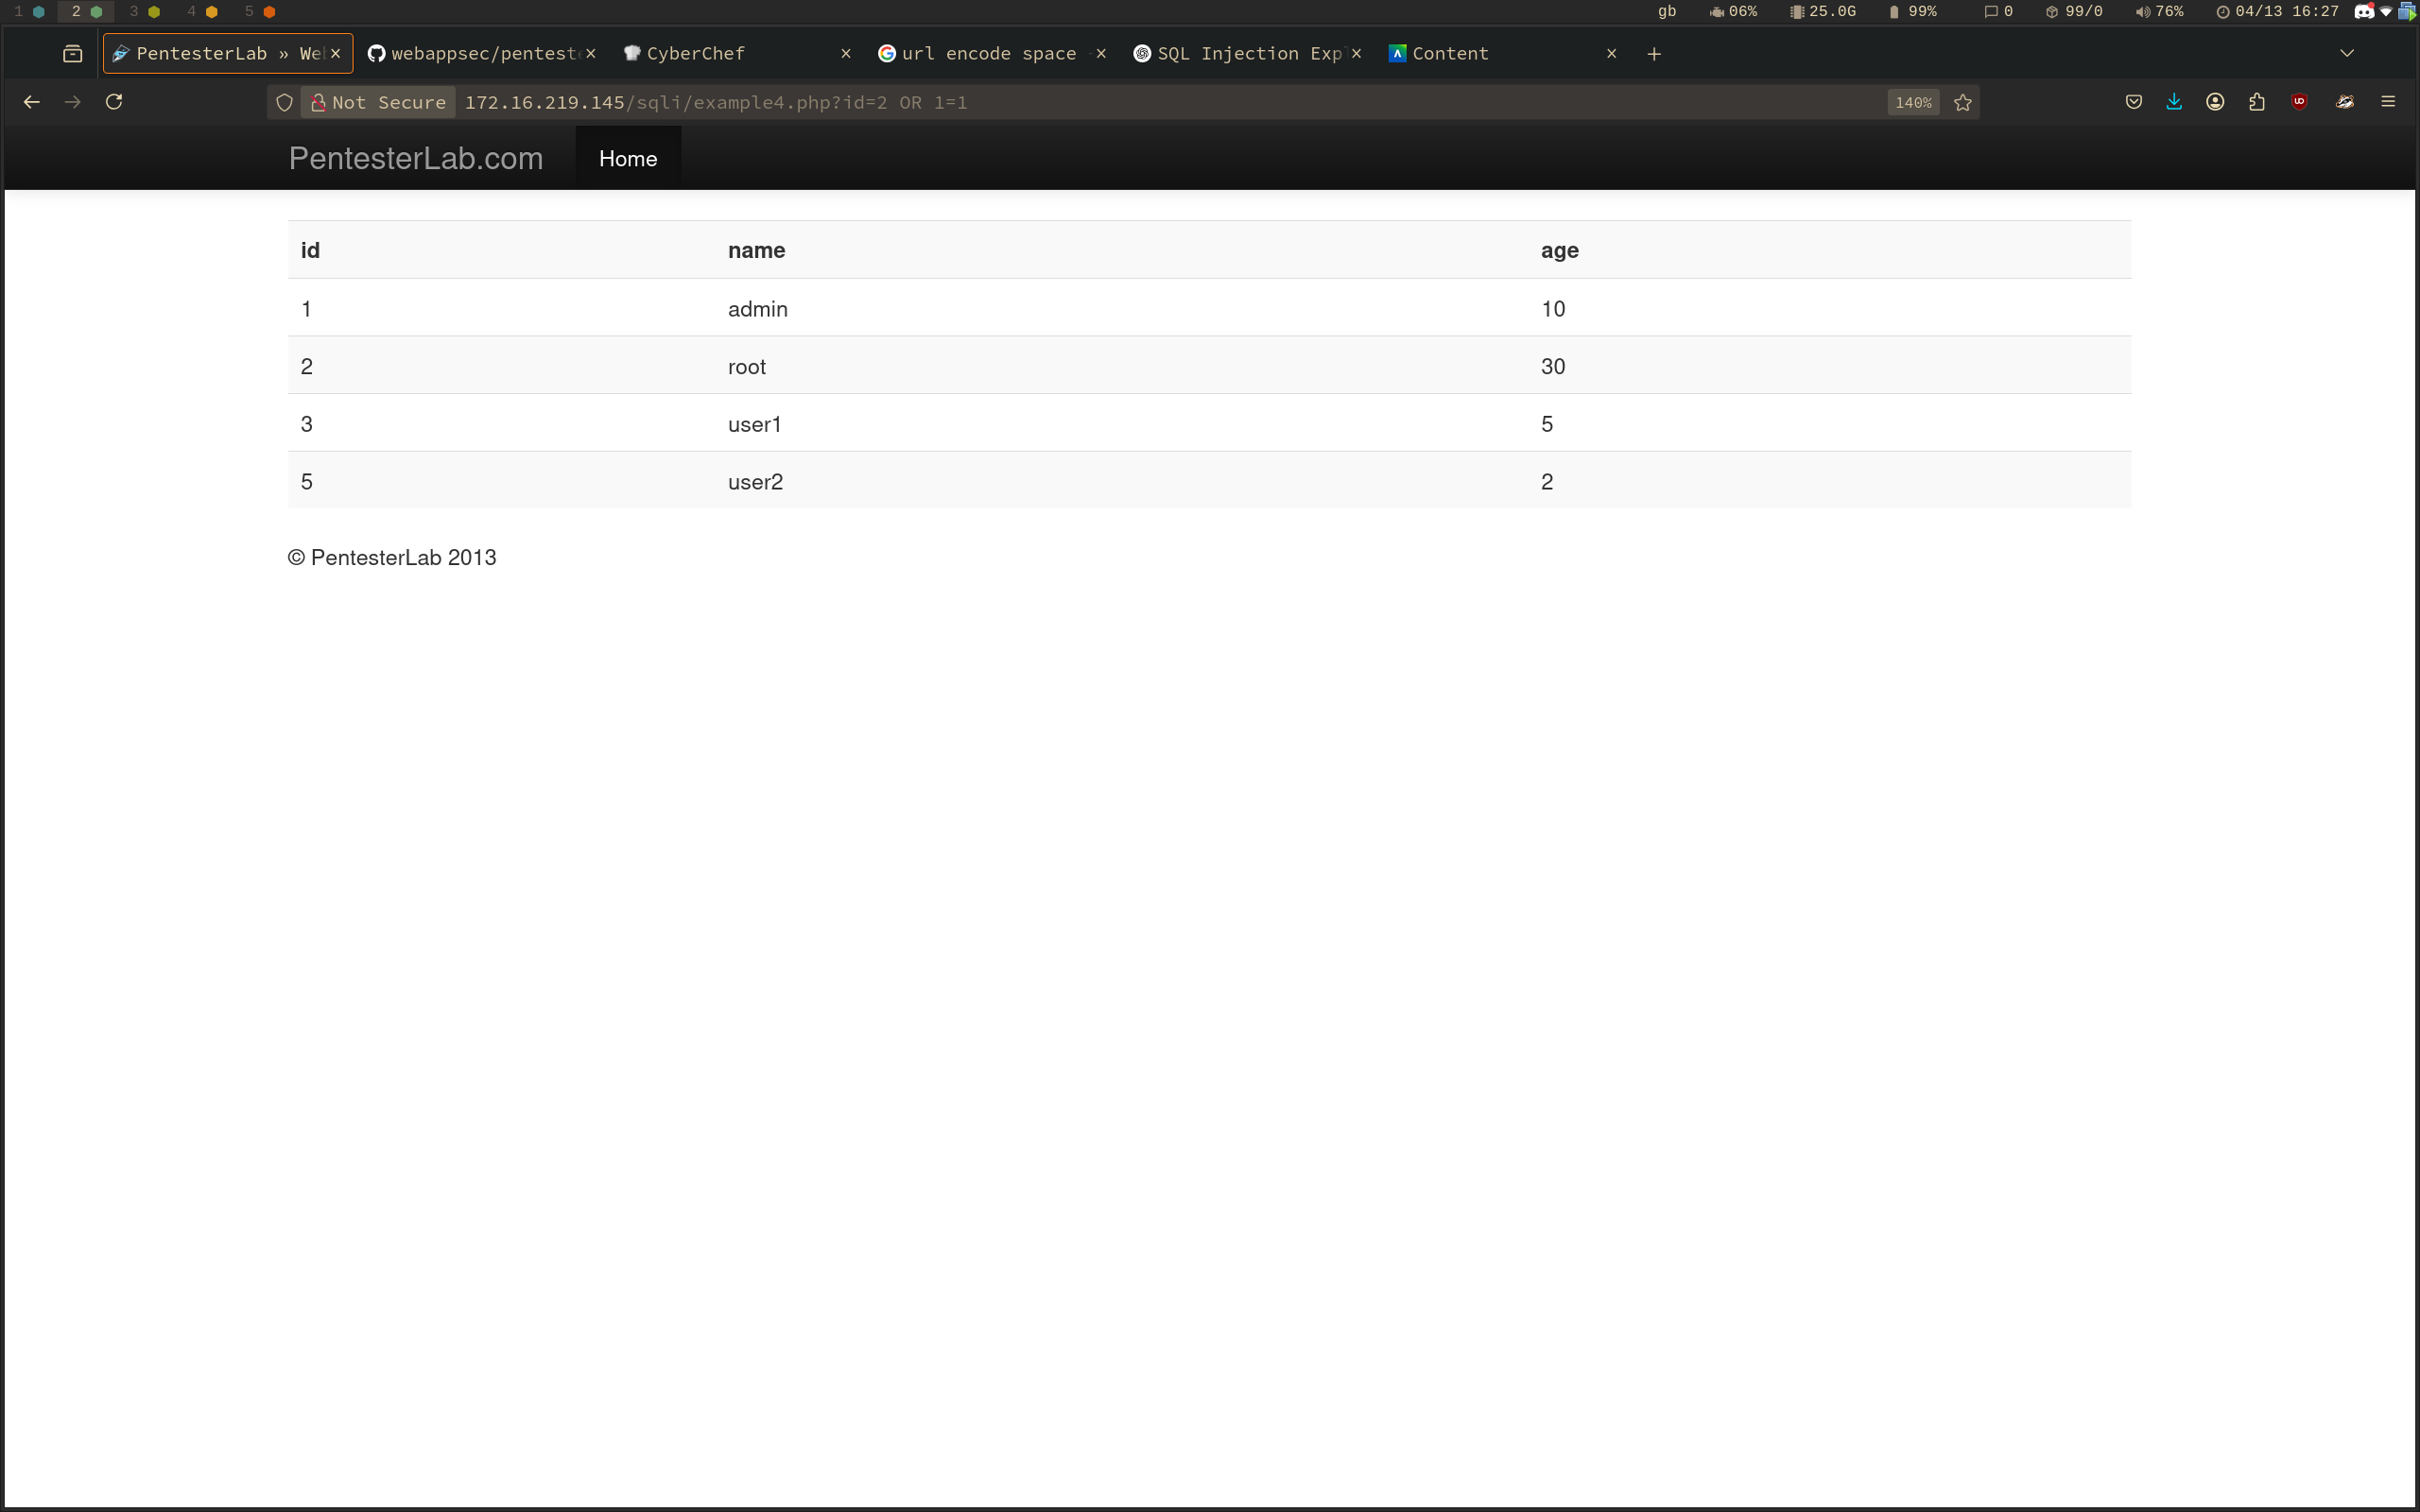 1 2 3 4 5 gb 06% 25.0G 99% 0 99/0 76% 04/13 16:27
PentesterLab » We webappsec/pentest CyberChef url encode space SQL Injection Exp Content
Not Secure 172.16.219.145/sqli/example4.php?id=2 OR 1=1 140%
PentesterLab.com Home
id name age
1 admin 10
2 root 30
3 user1 5
5 user2 2
© PentesterLab 2013